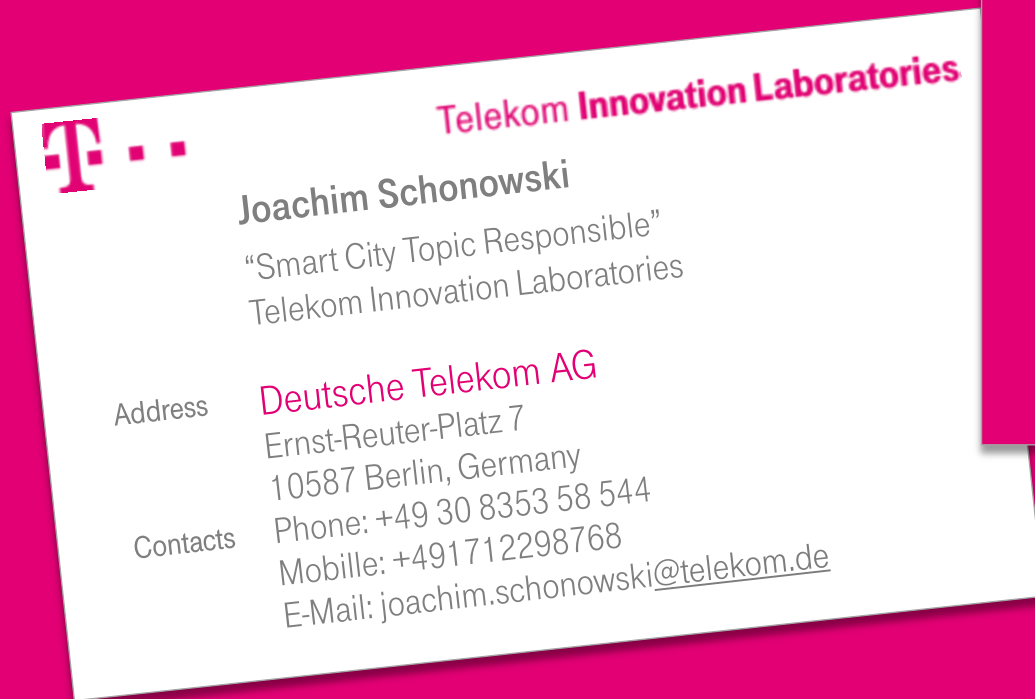 T
Telekom Innovation Laboratories
Joachim Schonowski
“Smart City Topic Responsible”
Telekom Innovation Laboratories
Address
Deutsche Telekom AG
Ernst-Reuter-Platz 7
10587 Berlin, Germany
Contacts
Phone: +49 30 8353 58 544
Mobille: +491712298768
E-Mail: joachim.schonowski@telekom.de